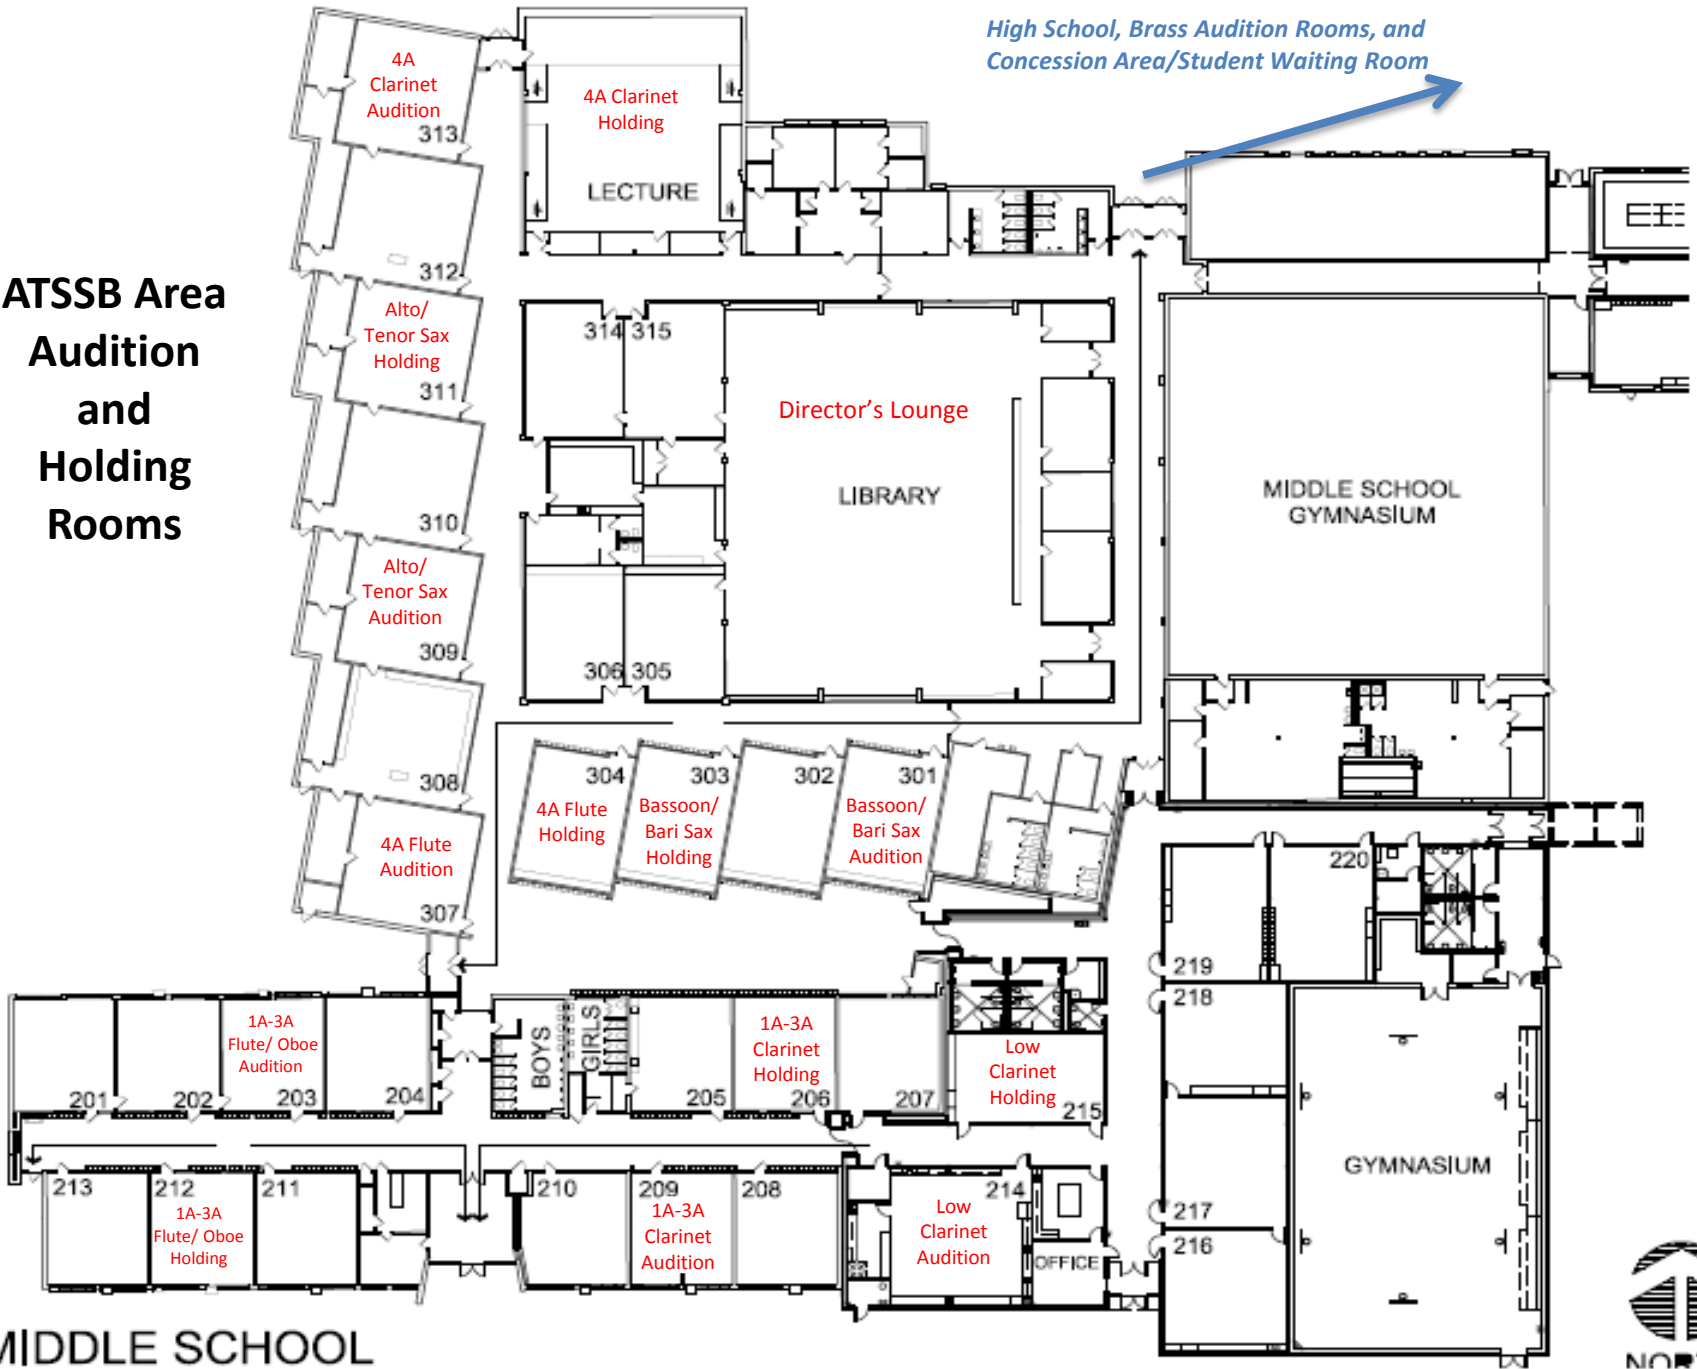 High School, Brass Audition Rooms, and
Concession Area/Student Waiting Room
ATSSB Area
Audition
and
Holding
Rooms
4A
Clarinet
Audition
313
4A Clarinet
Holding
LECTURE
312
Alto/
Tenor Sax
Holding
311
314
315
Director's Lounge
LIBRARY
MIDDLE SCHOOL
GYMNASIUM
310
Alto/
Tenor Sax
Audition
309
306
305
308
304
4A Flute
Holding
303
Bassoon/
Bari Sax
Holding
302
301
Bassoon/
Bari Sax
Audition
4A Flute
Audition
307
220
219
218
201
202
1A-3A
Flute/ Oboe
Audition
203
204
BOYS
GIRLS
205
1A-3A
Clarinet
Holding
206
207
Low
Clarinet
Holding
215
213
212
1A-3A
Flute/ Oboe
Holding
211
210
209
1A-3A
Clarinet
Audition
208
214
Low
Clarinet
Audition
OFFICE
217
216
GYMNASIUM
MIDDLE SCHOOL